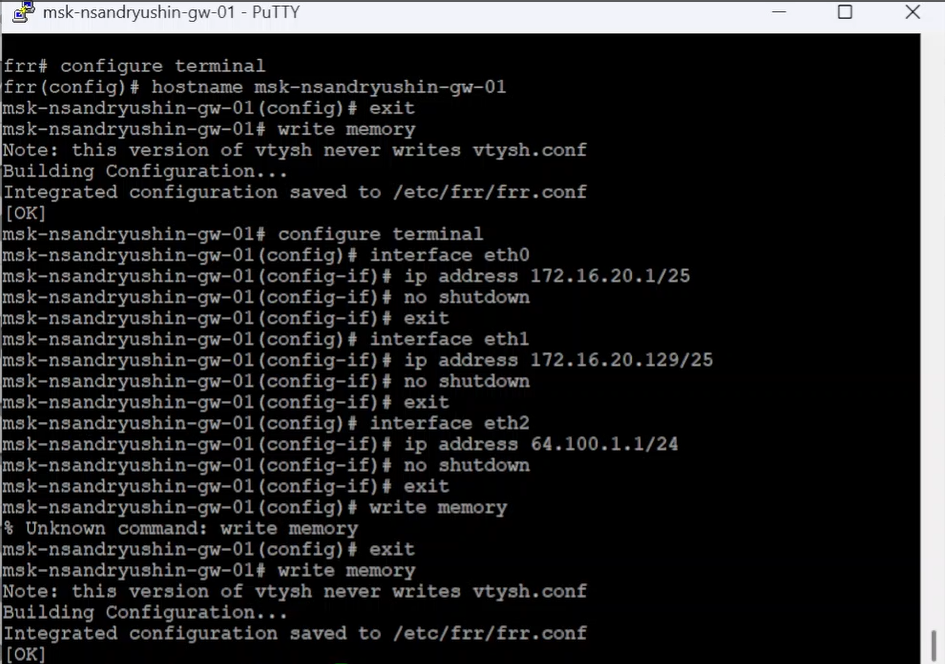 msk-nsandryushin-gw-01 - PuTTY
frr# configure terminal
frr(config)# hostname msk-nsandryushin-gw-01
msk-nsandryushin-gw-01(config)# exit
msk-nsandryushin-gw-01# write memory
Note: this version of vtysh never writes vtysh.conf
Building Configuration...
Integrated configuration saved to /etc/frr/frr.conf
[OK]
msk-nsandryushin-gw-01# configure terminal
msk-nsandryushin-gw-01(config)# interface eth0
msk-nsandryushin-gw-01(config-if)# ip address 172.16.20.1/25
msk-nsandryushin-gw-01(config-if)# no shutdown
msk-nsandryushin-gw-01(config-if)# exit
msk-nsandryushin-gw-01(config)# interface eth1
msk-nsandryushin-gw-01(config-if)# ip address 172.16.20.129/25
msk-nsandryushin-gw-01(config-if)# no shutdown
msk-nsandryushin-gw-01(config-if)# exit
msk-nsandryushin-gw-01(config)# interface eth2
msk-nsandryushin-gw-01(config-if)# ip address 64.100.1.1/24
msk-nsandryushin-gw-01(config-if)# no shutdown
msk-nsandryushin-gw-01(config-if)# exit
msk-nsandryushin-gw-01(config)# write memory
% Unknown command: write memory
msk-nsandryushin-gw-01(config)# exit
msk-nsandryushin-gw-01# write memory
Note: this version of vtysh never writes vtysh.conf
Building Configuration...
Integrated configuration saved to /etc/frr/frr.conf
[OK]